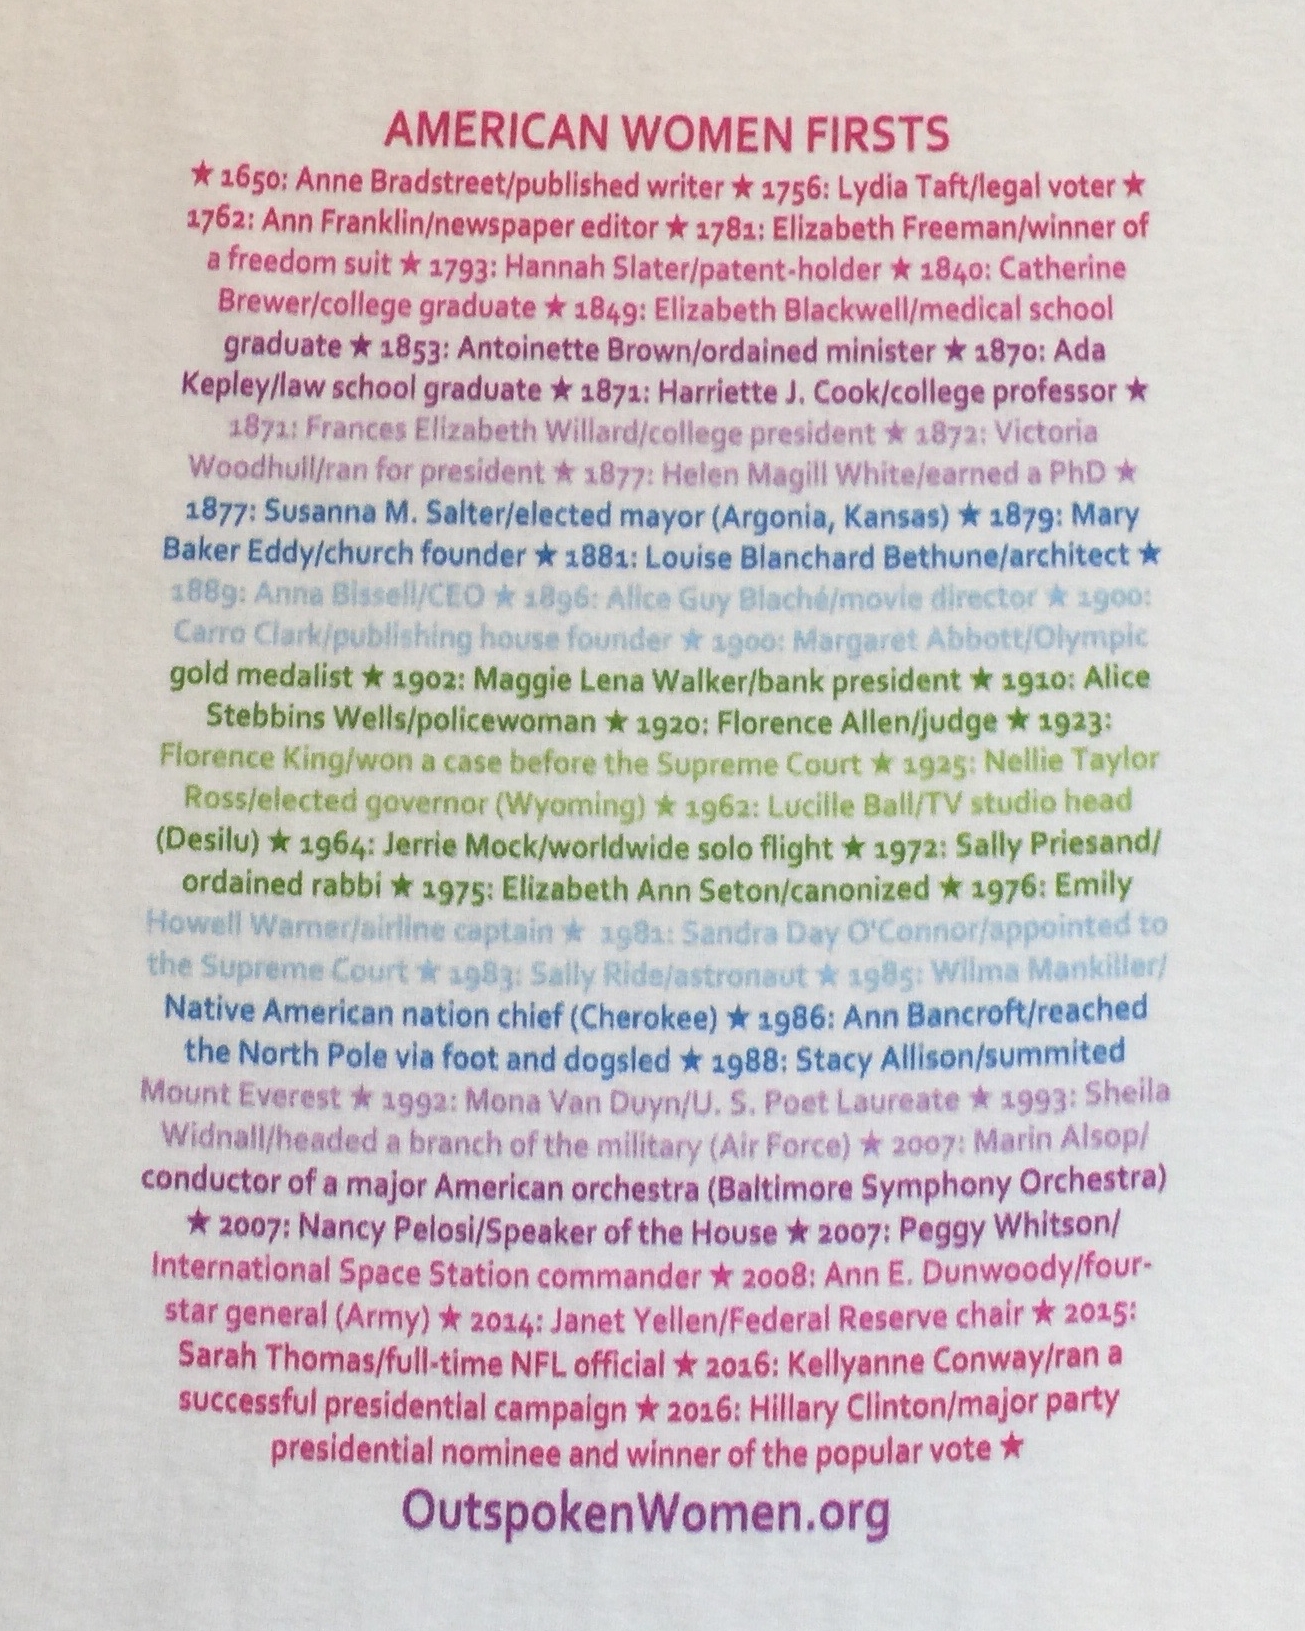 AMERICAN WOMEN FIRSTS
★ 1650: Anne Bradstreet/published writer ★ 1756: Lydia Taft/legal voter ★
1762: Ann Franklin/newspaper editor ★ 1781: Elizabeth Freeman/winner of
a freedom suit ★ 1793: Hannah Slater/patent-holder ★ 1840: Catherine
Brewer/college graduate ★ 1849: Elizabeth Blackwell/medical school
graduate ★ 1853: Antoinette Brown/ordained minister ★ 1870: Ada
Kepley/law school graduate ★ 1871: Harriette J. Cook/college professor ★
1871: Frances Elizabeth Willard/college president ★ 1872: Victoria
Woodhull/ran for president ★ 1877: Helen Magill White/earned a PhD ★
1877: Susanna M. Salter/elected mayor (Argonia, Kansas) ★ 1879: Mary
Baker Eddy/church founder ★ 1881: Louise Blanchard Bethune/architect ★
1889: Anna Bissell/CEO ★ 1896: Alice Guy Blaché/movie director ★ 1900:
Carro Clark/publishing house founder ★ 1900: Margaret Abbott/Olympic
gold medalist ★ 1902: Maggie Lena Walker/bank president ★ 1910: Alice
Stebbins Wells/policewoman ★ 1920: Florence Allen/judge ★ 1923:
Florence King/won a case before the Supreme Court ★ 1925: Nellie Taylor
Ross/elected governor (Wyoming) ★ 1962: Lucille Ball/TV studio head
(Desilu) ★ 1964: Jerrie Mock/worldwide solo flight ★ 1972: Sally Priesand/
ordained rabbi ★ 1975: Elizabeth Ann Seton/canonized ★ 1976: Emily
Howell Warner/airline captain ★ 1981: Sandra Day O'Connor/appointed to
the Supreme Court ★ 1983: Sally Ride/astronaut ★ 1985: Wilma Mankiller/
Native American nation chief (Cherokee) ★ 1986: Ann Bancroft/reached
the North Pole via foot and dogsled ★ 1988: Stacy Allison/summited
Mount Everest ★ 1992: Mona Van Duyn/U. S. Poet Laureate ★ 1993: Sheila
Widnall/headed a branch of the military (Air Force) ★ 2007: Marin Alsop/
conductor of a major American orchestra (Baltimore Symphony Orchestra)
★ 2007: Nancy Pelosi/Speaker of the House ★ 2007: Peggy Whitson/
International Space Station commander ★ 2008: Ann E. Dunwoody/four-
star general (Army) ★ 2014: Janet Yellen/Federal Reserve chair ★ 2015:
Sarah Thomas/full-time NFL official ★ 2016: Kellyanne Conway/ran a
successful presidential campaign ★ 2016: Hillary Clinton/major party
presidential nominee and winner of the popular vote ★
OutspokenWomen.org